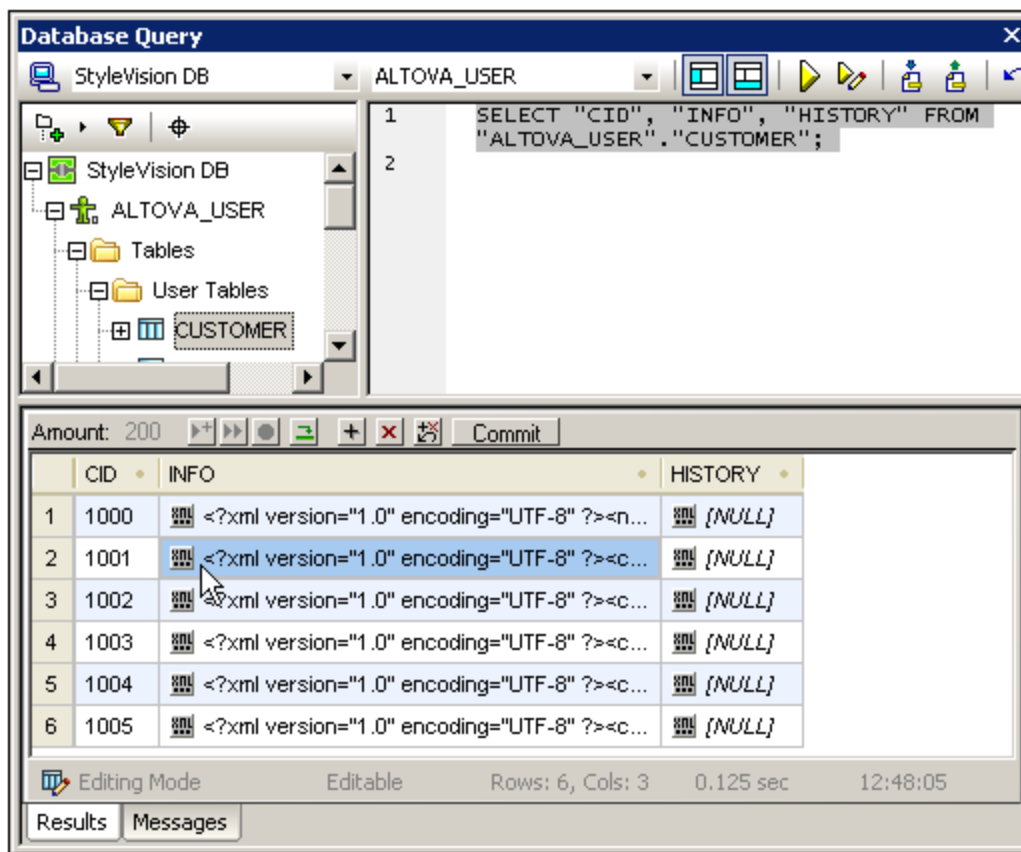 Database Query
StyleVision DB ALTOVA_USER
StyleVision DB
ALTOVA_USER
Tables
User Tables
CUSTOMER
1 SELECT "CID", "INFO", "HISTORY" FROM
"ALTOVA_USER"."CUSTOMER";
2
Amount: 200 Commit
CID INFO HISTORY
1 1000 <?xml version="1.0" encoding="UTF-8" ?><n... [NULL]
2 1001 <?xml version="1.0" encoding="UTF-8" ?><c... [NULL]
3 1002 <?xml version="1.0" encoding="UTF-8" ?><c... [NULL]
4 1003 <?xml version="1.0" encoding="UTF-8" ?><c... [NULL]
5 1004 <?xml version="1.0" encoding="UTF-8" ?><c... [NULL]
6 1005 <?xml version="1.0" encoding="UTF-8" ?><c... [NULL]
Editing Mode Editable Rows: 6, Cols: 3 0.125 sec 12:48:05
Results Messages